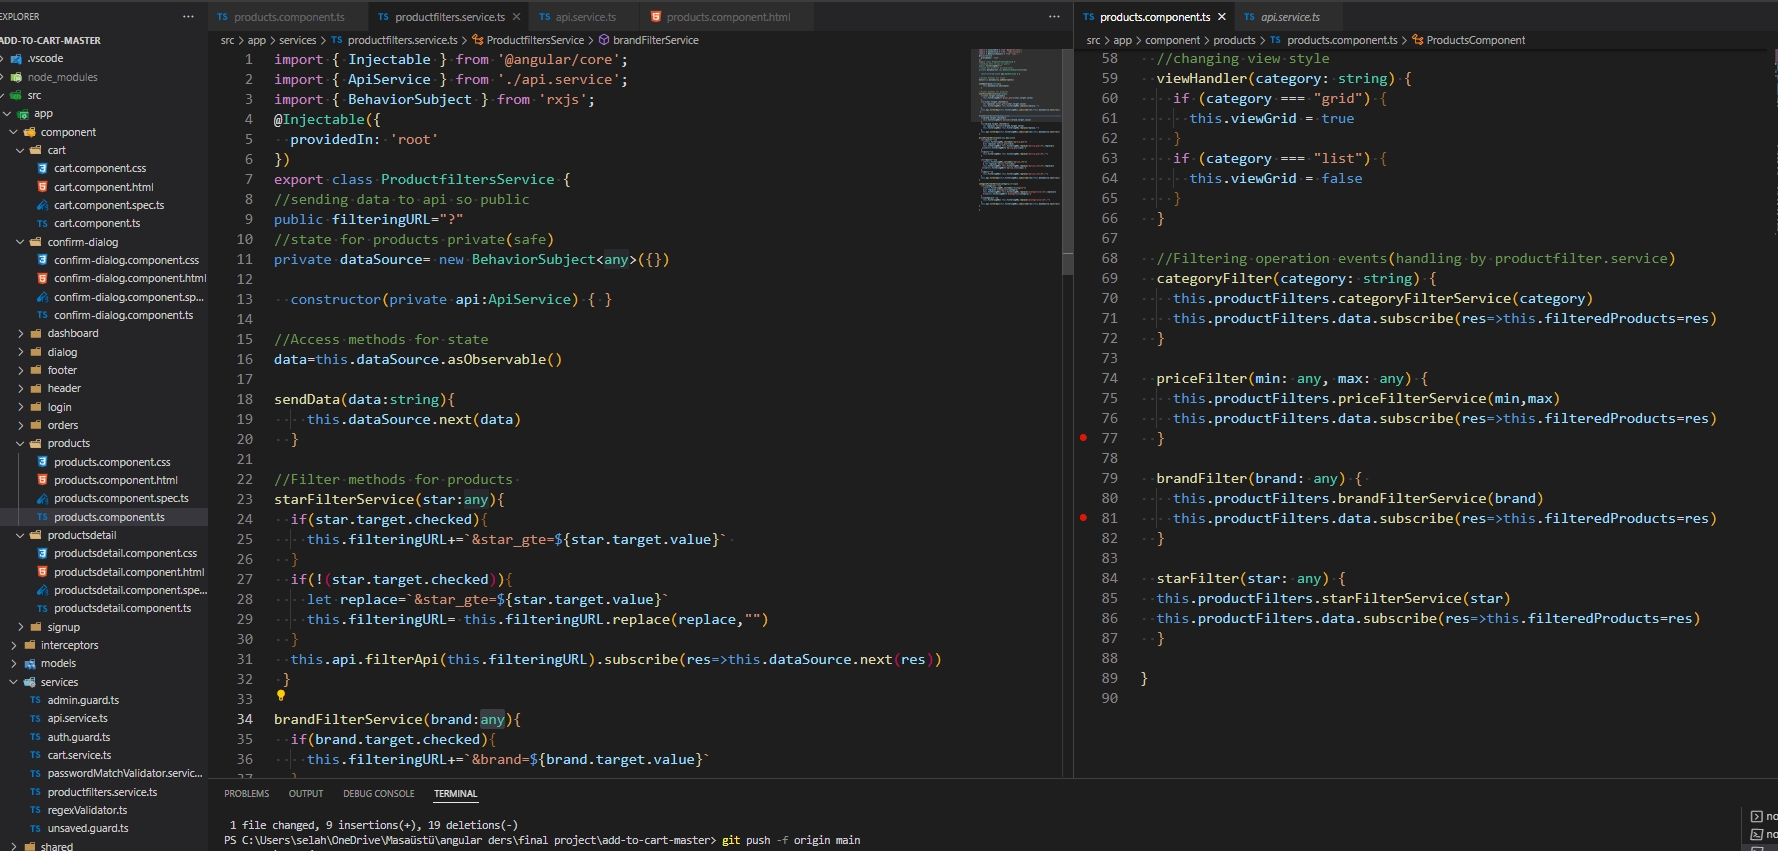 EXPLORER
ADD-TO-CART-MASTER
.vscode
node_modules
src
app
component
cart
cart.component.css
cart.component.html
cart.component.spec.ts
cart.component.ts
confirm-dialog
confirm-dialog.component.css
confirm-dialog.component.html
confirm-dialog.component.sp...
confirm-dialog.component.ts
dashboard
dialog
footer
header
login
orders
products
products.component.css
products.component.html
products.component.spec.ts
products.component.ts
productsdetail
productsdetail.component.css
productsdetail.component.html
productsdetail.component.spe...
productsdetail.component.ts
signup
interceptors
models
services
admin.guard.ts
api.service.ts
auth.guard.ts
cart.service.ts
passwordMatchValidator.servic...
productfilters.service.ts
regexValidator.ts
unsaved.guard.ts
shared
TS products.component.ts TS productfilters.service.ts × TS api.service.ts products.component.html ...
src > app > services > TS productfilters.service.ts > ProductfiltersService > brandFilterService
1 import { Injectable } from '@angular/core';
2 import { ApiService } from './api.service';
3 import { BehaviorSubject } from 'rxjs';
4 @Injectable({
5 providedIn: 'root'
6 })
7 export class ProductfiltersService {
8 //sending data to api so public
9 public filteringURL="?"
10 //state for products private(safe)
11 private dataSource= new BehaviorSubject<any>({})
12
13 constructor(private api:ApiService) { }
14
15 //Access methods for state
16 data=this.dataSource.asObservable()
17
18 sendData(data:string){
19 this.dataSource.next(data)
20 }
21
22 //Filter methods for products
23 starFilterService(star:any){
24 if(star.target.checked){
25 this.filteringURL+=`&star_gte=${star.target.value}`
26 }
27 if(!(star.target.checked)){
28 let replace=`&star_gte=${star.target.value}`
29 this.filteringURL= this.filteringURL.replace(replace,"")
30 }
31 this.api.filterApi(this.filteringURL).subscribe(res=>this.dataSource.next(res))
32 }
33
34 brandFilterService(brand:any){
35 if(brand.target.checked){
36 this.filteringURL+=`&brand=${brand.target.value}`
37 }
TS products.component.ts × TS api.service.ts
src > app > component > products > TS products.component.ts > ProductsComponent
58 //changing view style
59 viewHandler(category: string) {
60 if (category === "grid") {
61 this.viewGrid = true
62 }
63 if (category === "list") {
64 this.viewGrid = false
65 }
66 }
67
68 //Filtering operation events(handling by productfilter.service)
69 categoryFilter(category: string) {
70 this.productFilters.categoryFilterService(category)
71 this.productFilters.data.subscribe(res=>this.filteredProducts=res)
72 }
73
74 priceFilter(min: any, max: any) {
75 this.productFilters.priceFilterService(min,max)
76 this.productFilters.data.subscribe(res=>this.filteredProducts=res)
77 }
78
79 brandFilter(brand: any) {
80 this.productFilters.brandFilterService(brand)
81 this.productFilters.data.subscribe(res=>this.filteredProducts=res)
82 }
83
84 starFilter(star: any) {
85 this.productFilters.starFilterService(star)
86 this.productFilters.data.subscribe(res=>this.filteredProducts=res)
87 }
88
89 }
90
PROBLEMS OUTPUT DEBUG CONSOLE TERMINAL
1 file changed, 9 insertions(+), 19 deletions(-)
PS C:\Users\selah\OneDrive\Masaüstü\angular ders\final project\add-to-cart-master> git push -f origin main
no
no